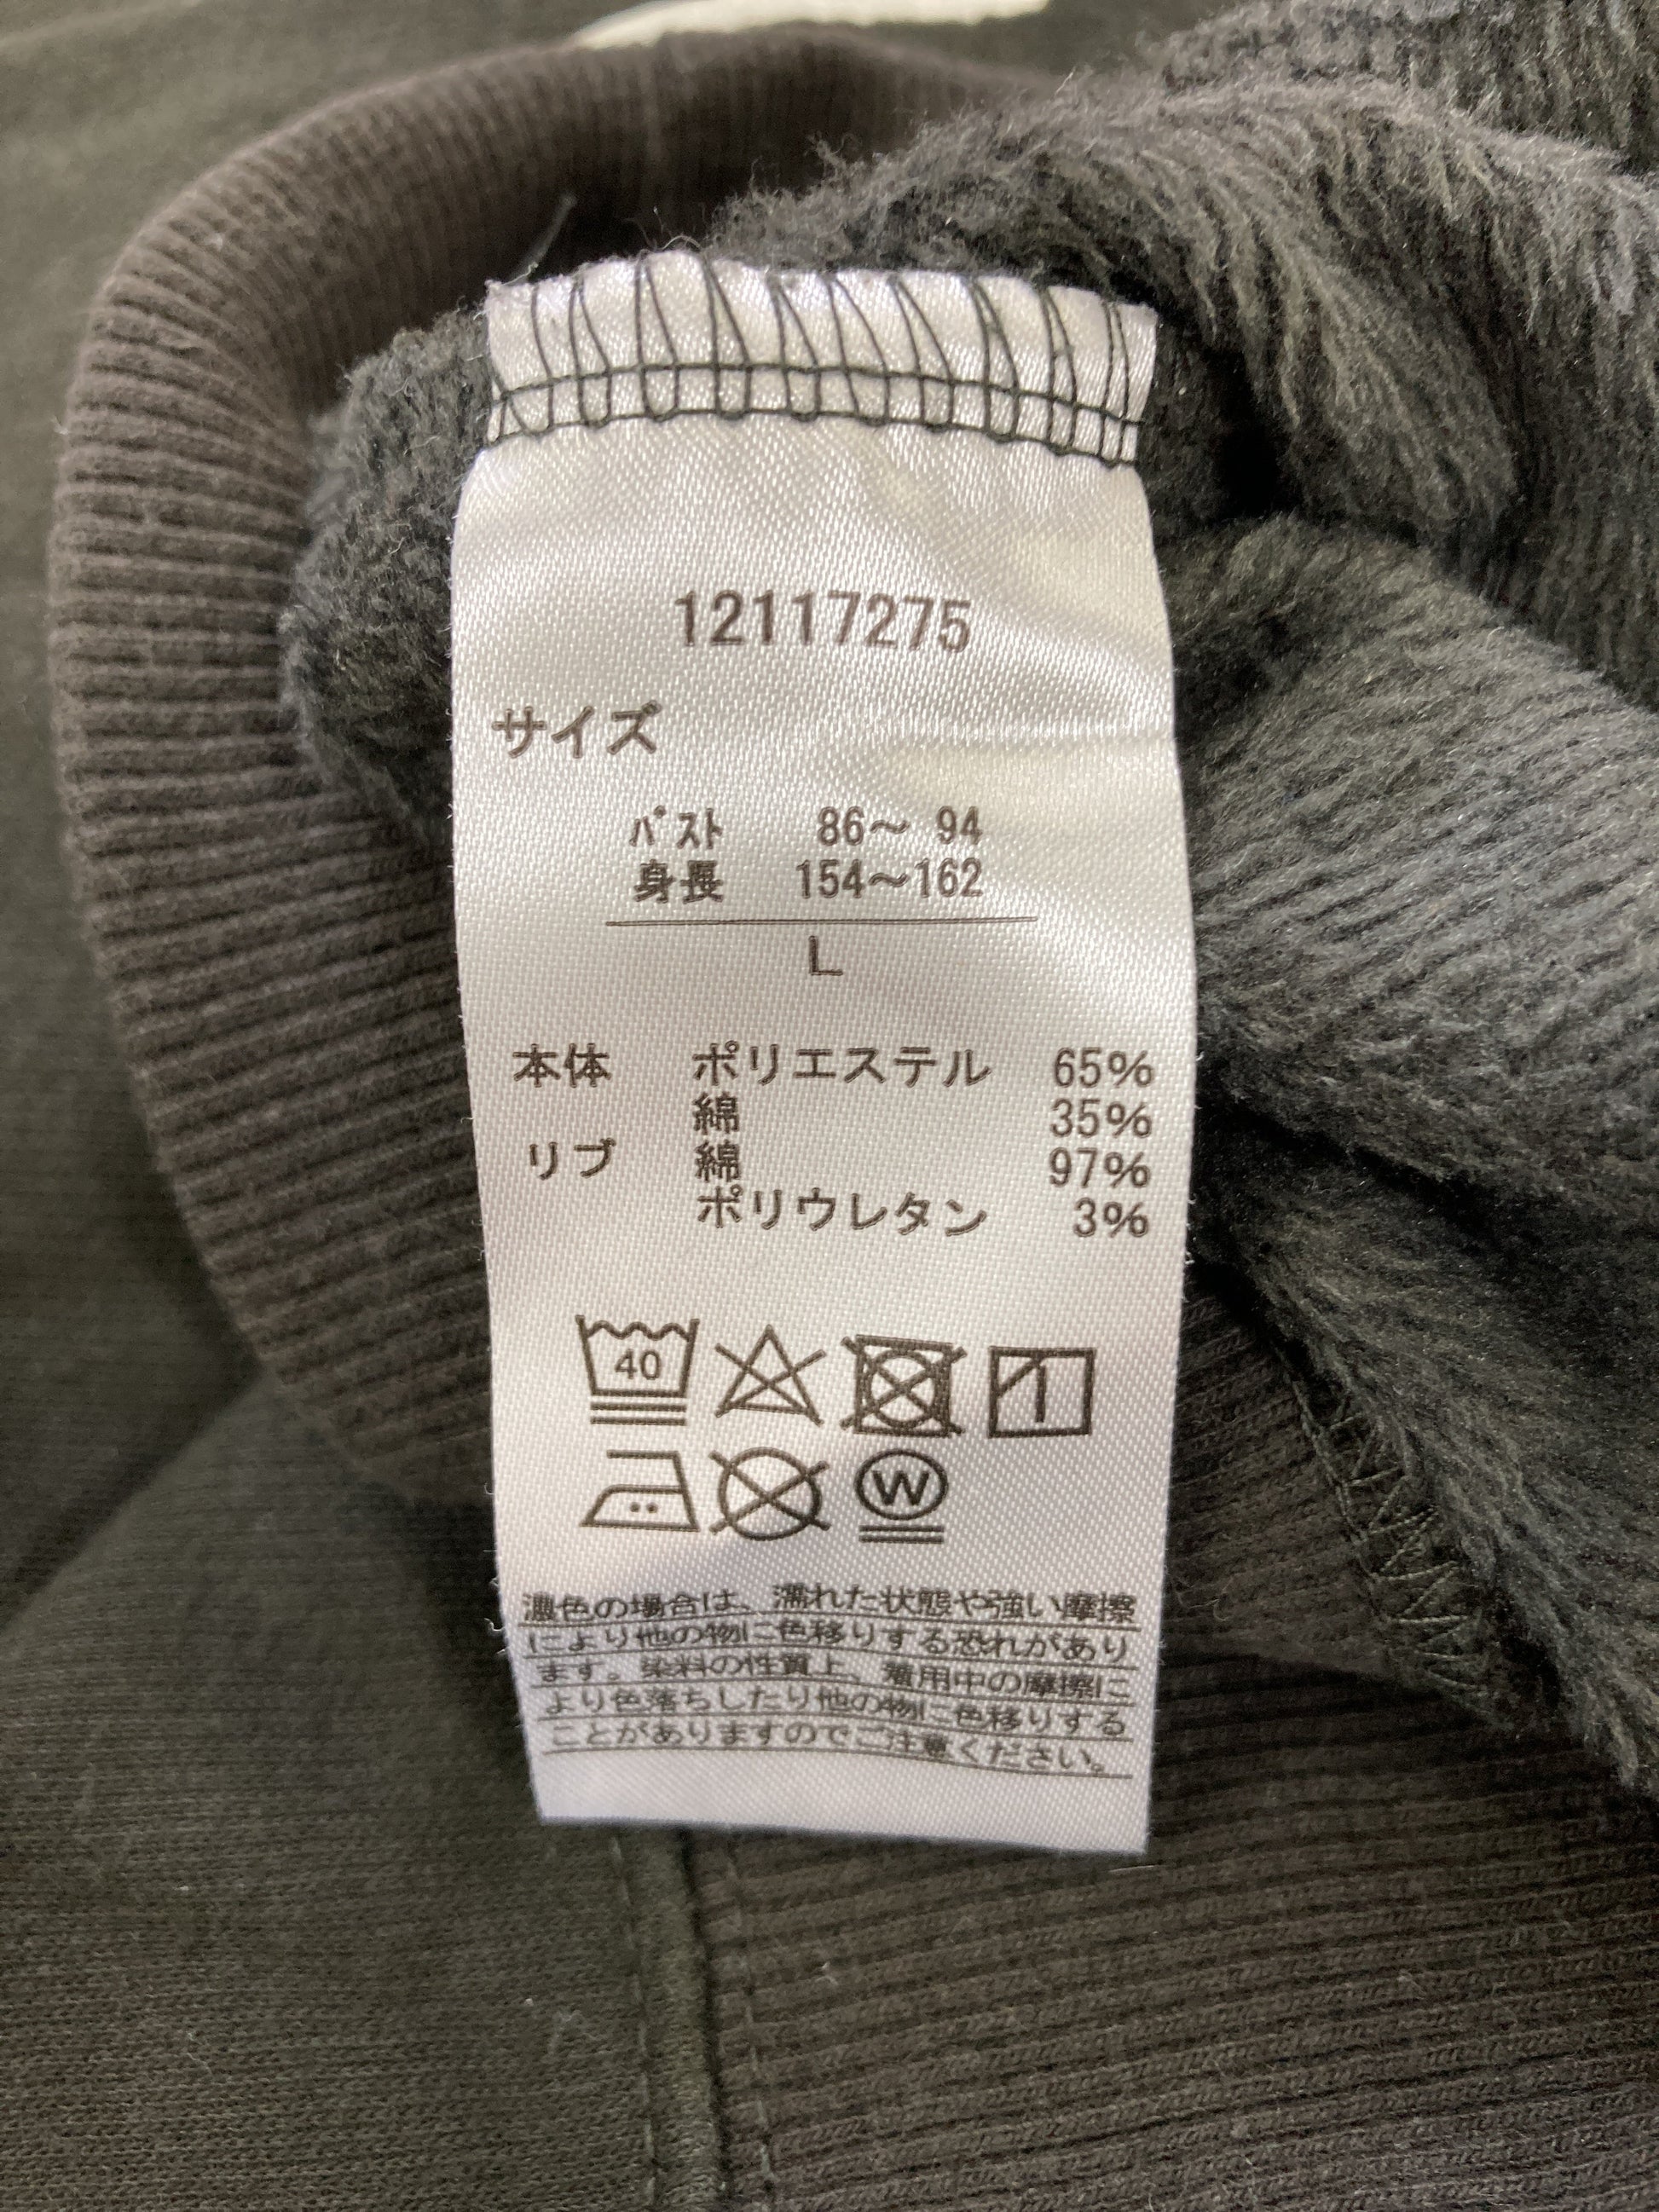 12117275
サイズ
バスト 86～ 94
身長 154～162
L
本体 ポリエステル 65%
綿 35%
リブ 綿 97%
ポリウレタン 3%
40
W
濃色の場合は、濡れた状態や強い摩擦
により他の物に色移りする恐れがあり
ます。染料の性質上、着用中の摩擦に
より色落ちしたり他の物に色移りする
ことがありますのでご注意ください。